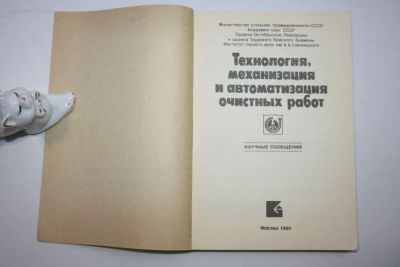 Министерство угольной промышленности СССР
Академия наук СССР
Ордена Октябрьской Революции
и ордена Трудового Красного Знамени
Институт горного дела им. А.А.Скочинского
Технология,
механизация
и автоматизация
очистных работ
НАУЧНЫЕ СООБЩЕНИЯ
Москва 1990